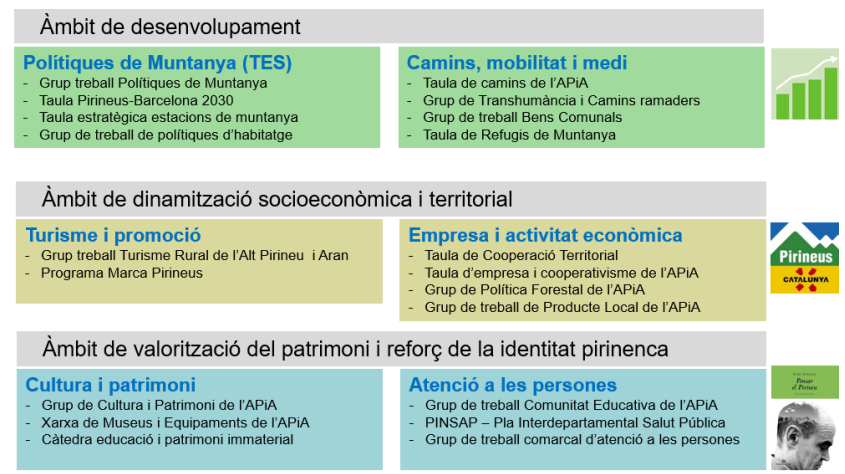 Àmbit de desenvolupament
Polítiques de Muntanya (TES)
- Grup treball Polítiques de Muntanya
- Taula Pirineus-Barcelona 2030
- Taula estratègica estacions de muntanya
- Grup de treball de polítiques d'habitatge
Camins, mobilitat i medi
- Taula de camins de l'APiA
- Grup de Transhumància i Camins ramaders
- Grup de treball Bens Comunals
- Taula de Refugis de Muntanya
Àmbit de dinamització socioeconòmica i territorial
Turisme i promoció
- Grup treball Turisme Rural de l'Alt Pirineu i Aran
- Programa Marca Pirineus
Empresa i activitat econòmica
- Taula de Cooperació Territorial
- Taula d'empresa i cooperativisme de l'APiA
- Grup de Política Forestal de l'APiA
- Grup de treball de Producte Local de l'APiA
Pirineus
CATALUNYA
Àmbit de valorització del patrimoni i reforç de la identitat pirinenca
Cultura i patrimoni
- Grup de Cultura i Patrimoni de l'APiA
- Xarxa de Museus i Equipaments de l'APiA
- Càtedra educació i patrimoni immaterial
Atenció a les persones
- Grup de treball Comunitat Educativa de l'APiA
- PINSAP – Pla Interdepartamental Salut Pública
- Grup de treball comarcal d'atenció a les persones
Pensar
el Pirineu